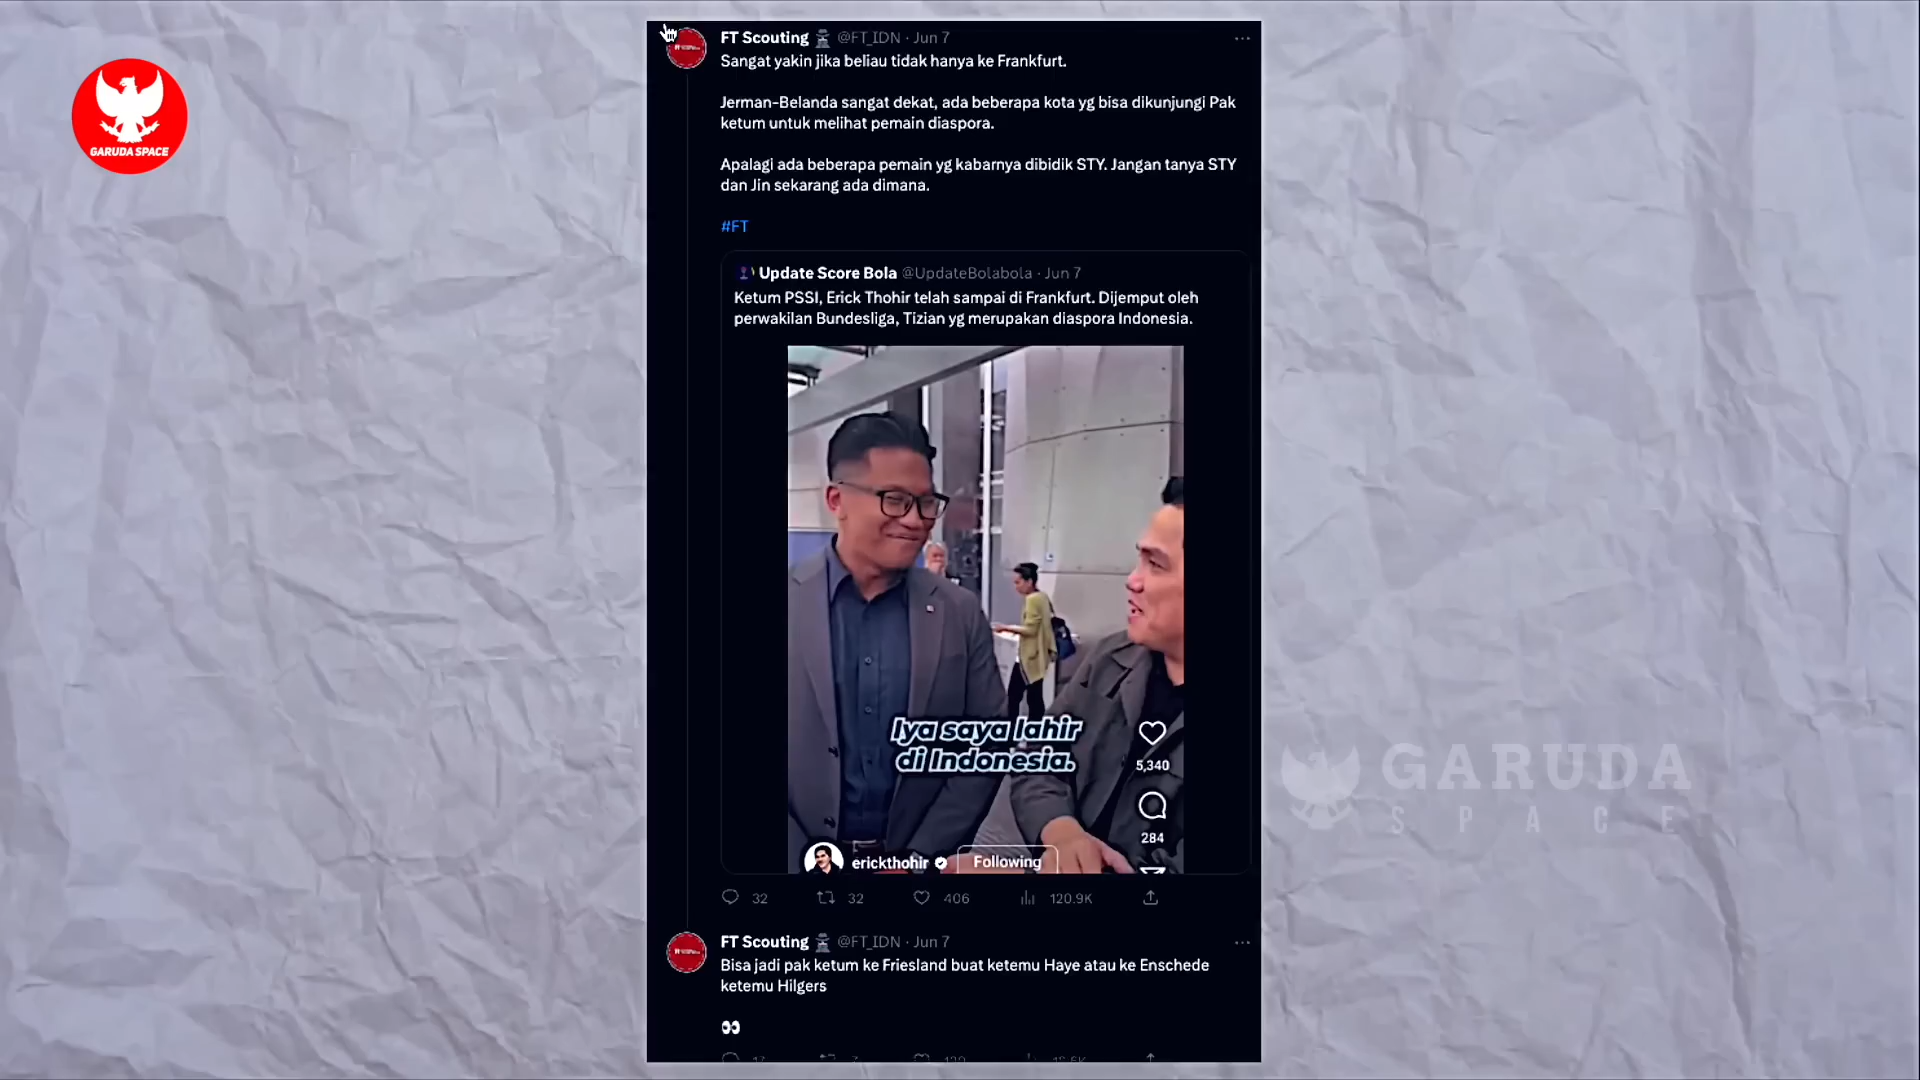 FT Scouting @FT_IDN · Jun 7
Sangat yakin jika beliau tidak hanya ke Frankfurt.
Jerman-Belanda sangat dekat, ada beberapa kota yg bisa dikunjungi Pak
ketum untuk melihat pemain diaspora.
Apalagi ada beberapa pemain yg kabarnya dibidik STY. Jangan tanya STY
dan Jin sekarang ada dimana.
#FT
Update Score Bola @UpdateBolabola · Jun 7
Ketum PSSI, Erick Thohir telah sampai di Frankfurt. Dijemput oleh
perwakilan Bundesliga, Tizian yg merupakan diaspora Indonesia.
Iya saya lahir
di Indonesia.
5,340
284
erickthohir Following
32 32 406 120.9K
FT Scouting @FT_IDN · Jun 7
Bisa jadi pak ketum ke Friesland buat ketemu Haye atau ke Enschede
ketemu Hilgers
GARUDA SPACE
GARUDA
SPACE